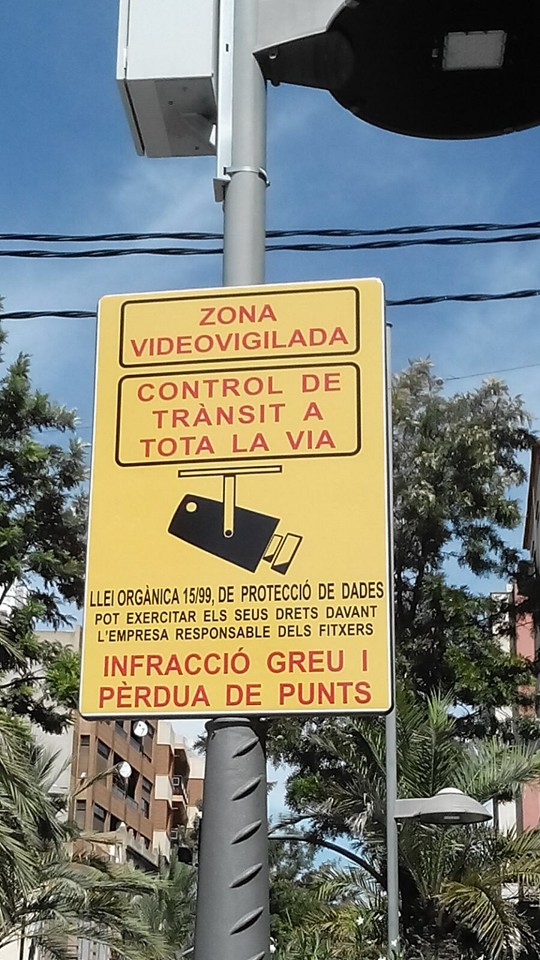 ZONA
VIDEOVIGILADA
CONTROL DE
TRÀNSIT A
TOTA LA VIA
LLEI ORGÀNICA 15/99, DE PROTECCIÓ DE DADES
POT EXERCITAR ELS SEUS DRETS DAVANT
L'EMPRESA RESPONSABLE DELS FITXERS
INFRACCIÓ GREU I
PÈRDUA DE PUNTS